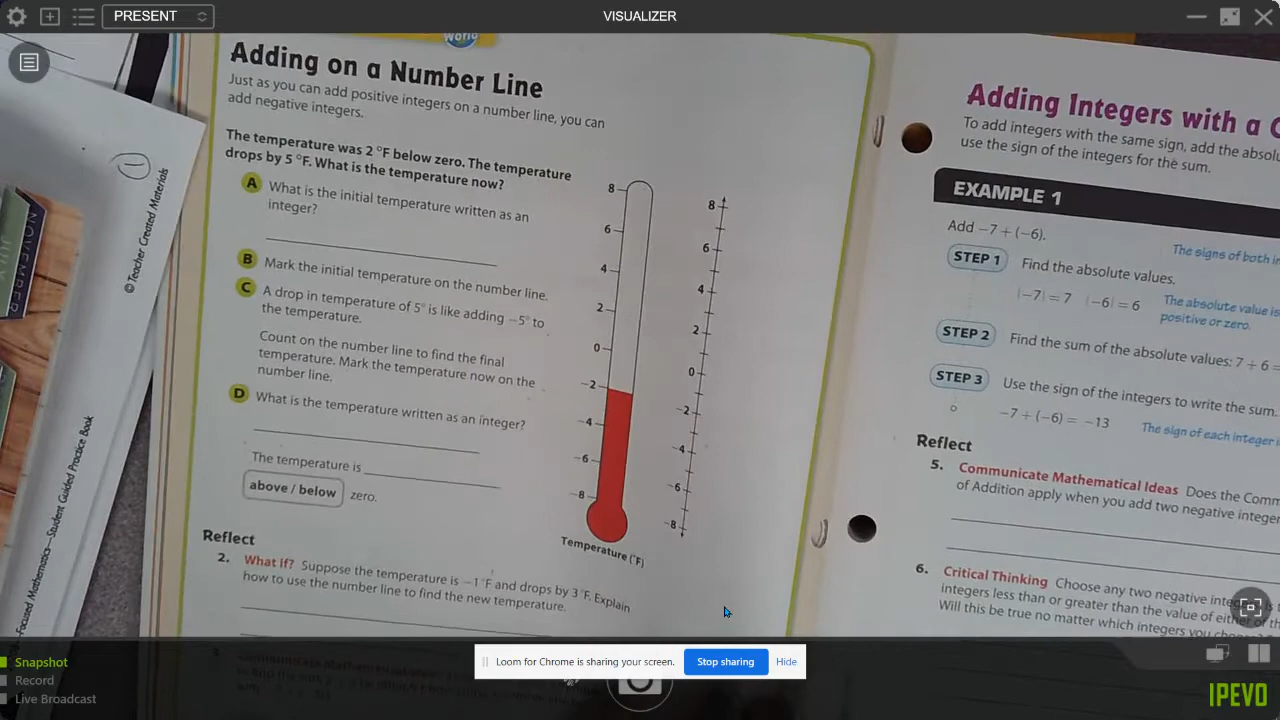 PRESENT
VISUALIZER
World
Adding on a Number Line
Just as you can add positive integers on a number line, you can
add negative integers.
The temperature was 2 °F below zero. The temperature
drops by 5 °F. What is the temperature now?
A What is the initial temperature written as an
integer?
B Mark the initial temperature on the number line.
C A drop in temperature of 5° is like adding −5° to
the temperature.
Count on the number line to find the final
temperature. Mark the temperature now on the
number line.
D What is the temperature written as an integer?
The temperature is
above / below zero.
8
6
4
2
0
−2
−4
−6
−8
Temperature (°F)
8
6
4
2
0
−2
−4
−6
−8
Reflect
2. What if? Suppose the temperature is −1 °F and drops by 3 °F. Explain
how to use the number line to find the new temperature.
Adding Integers with a
To add integers with the same sign, add the
use the sign of the integers for the sum.
EXAMPLE 1
Add −7 + (−6).
The signs of both
STEP 1 Find the absolute values.
|−7| = 7 |−6| = 6
The absolute value is
positive or zero.
STEP 2 Find the sum of the absolute values: 7 + 6 =
STEP 3 Use the sign of the integers to write the sum.
−7 + (−6) = −13
The sign of each integer
Reflect
5. Communicate Mathematical Ideas Does the
of Addition apply when you add two negative
6. Critical Thinking Choose any two negative
integers less than or greater than the value of either
Will this be true no matter which integers you
1
© Teacher Created Materials
NOVEMBER
JULY
Focused Mathematics—Student Guided Practice Book
Snapshot
Record
Live Broadcast
Loom for Chrome is sharing your screen.
Stop sharing
Hide
IPEVO